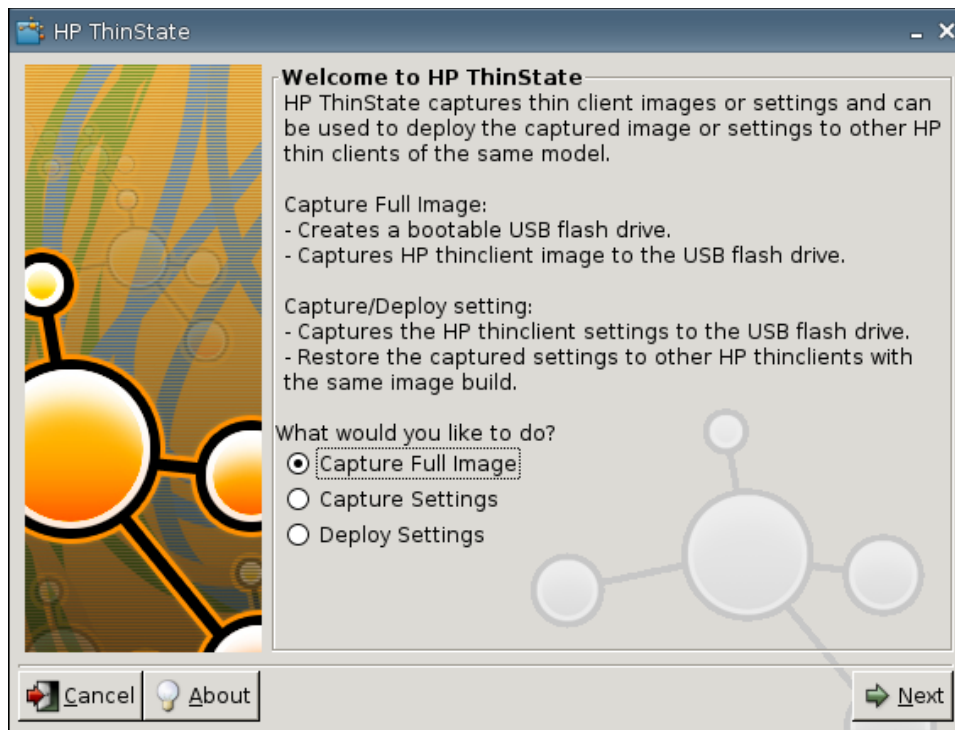 HP ThinState
Welcome to HP ThinState
HP ThinState captures thin client images or settings and can
be used to deploy the captured image or settings to other HP
thin clients of the same model.
Capture Full Image:
- Creates a bootable USB flash drive.
- Captures HP thinclient image to the USB flash drive.
Capture/Deploy setting:
- Captures the HP thinclient settings to the USB flash drive.
- Restore the captured settings to other HP thinclients with
the same image build.
What would you like to do?
Capture Full Image
Capture Settings
Deploy Settings
Cancel About Next